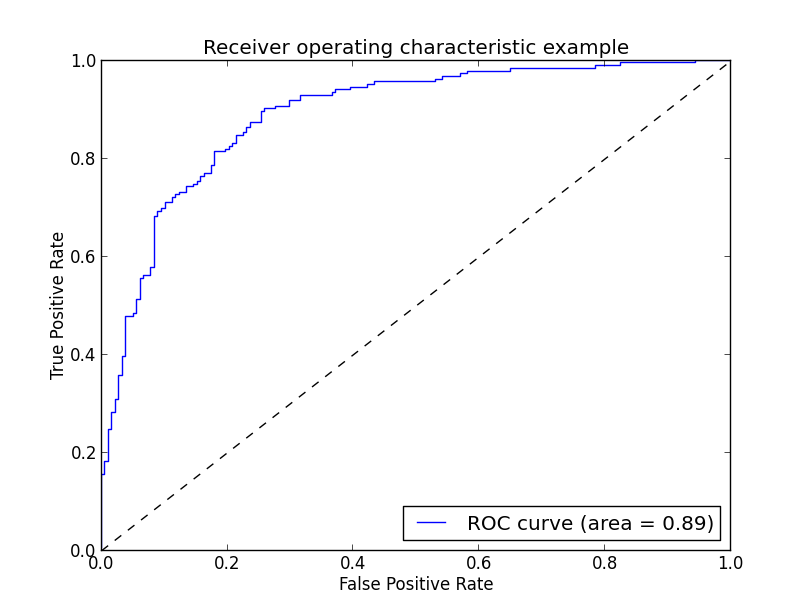 Receiver operating characteristic example
1.0
0.8
0.6
0.4
0.2
0.0
True Positive Rate
ROC curve (area = 0.89)
0.0 0.2 0.4 0.6 0.8 1.0
False Positive Rate